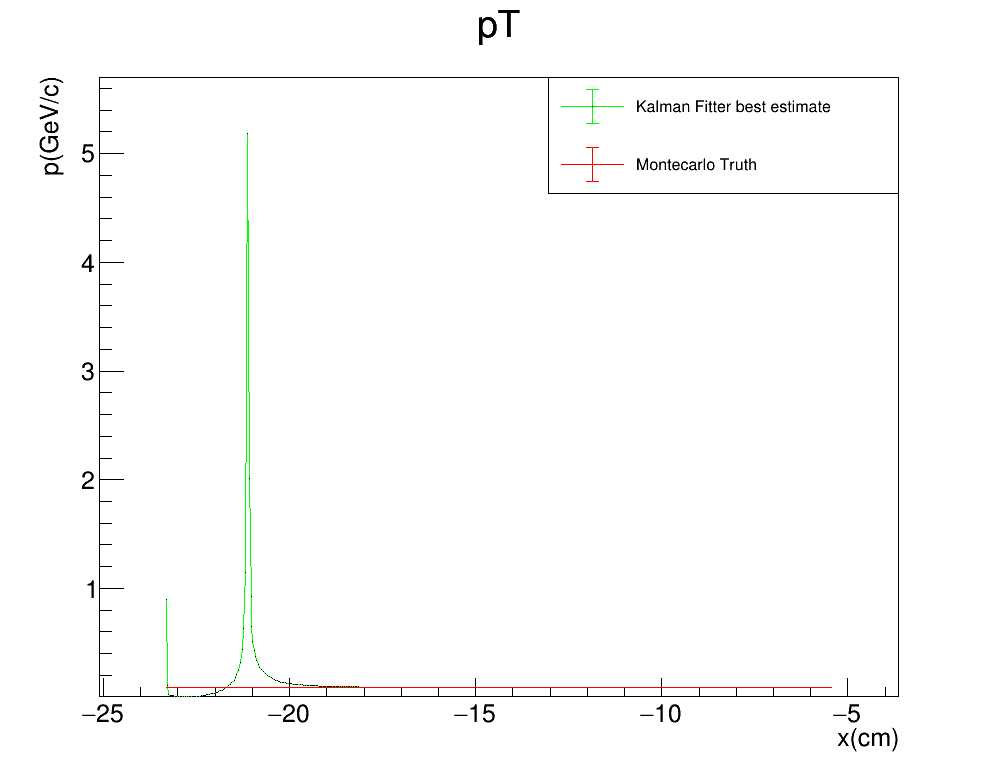 pT
p(GeV/c)
Kalman Fitter best estimate
Montecarlo Truth
5
4
3
2
1
−25
−20
−15
−10
−5
x(cm)